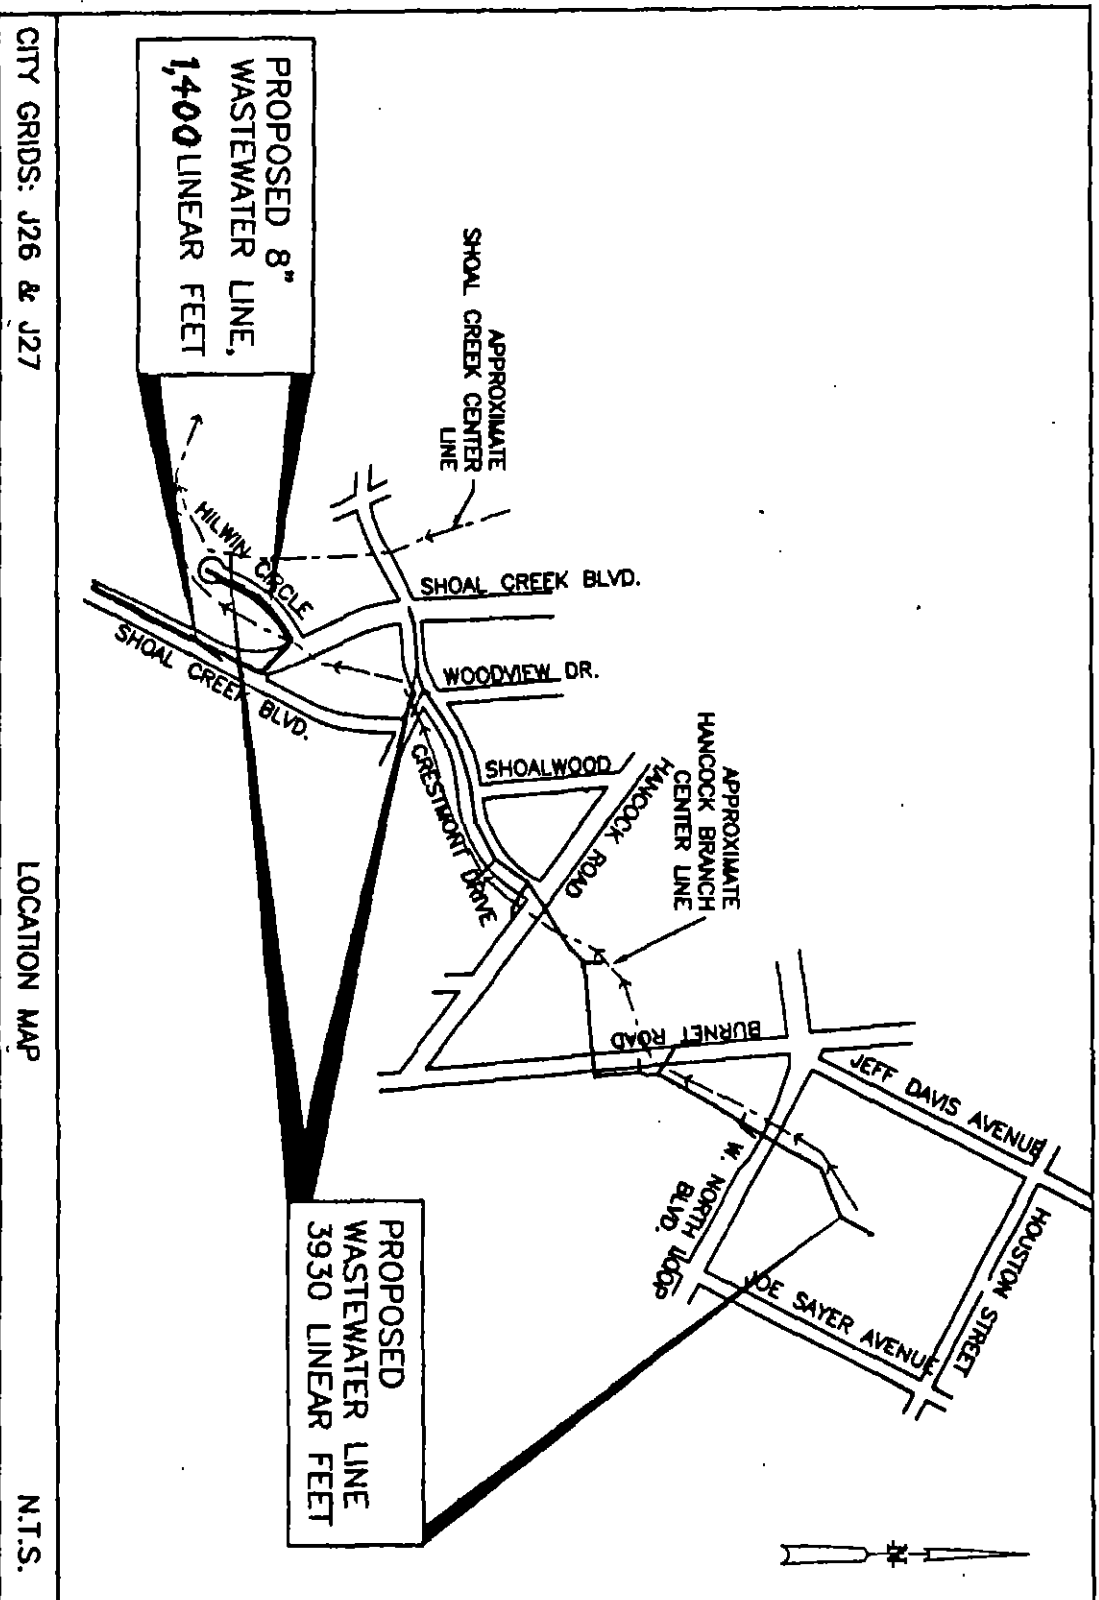 PROPOSED 8"
WASTEWATER LINE,
1,400 LINEAR FEET
APPROXIMATE
SHOAL CREEK CENTER
LINE
HILWIN CIRCLE
SHOAL CREEK BLVD.
SHOAL CREEK BLVD.
WOODVIEW DR.
SHOALWOOD
CRESTMONT DRIVE
HANCOCK ROAD
APPROXIMATE
HANCOCK BRANCH
CENTER LINE
BURNET ROAD
JEFF DAVIS AVENUE
HOUSTON STREET
W. NORTH LOOP
BLVD.
JOE SAYER AVENUE
PROPOSED
WASTEWATER LINE
3930 LINEAR FEET
N
CITY GRIDS: J26 & J27
LOCATION MAP
N.T.S.